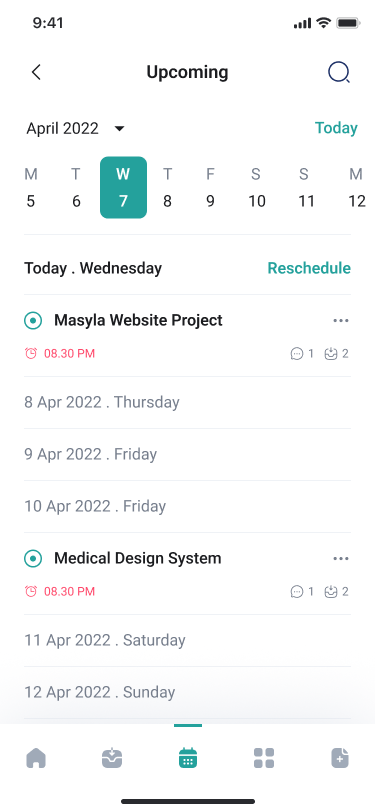 9:41
Upcoming
April 2022 Today
M T W T F S S M
5 6 7 8 9 10 11 12
Today . Wednesday Reschedule
Masyla Website Project
08.30 PM 1 2
8 Apr 2022 . Thursday
9 Apr 2022 . Friday
10 Apr 2022 . Friday
Medical Design System
08.30 PM 1 2
11 Apr 2022 . Saturday
12 Apr 2022 . Sunday